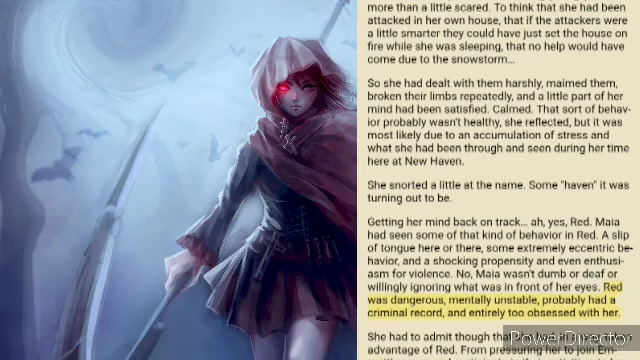 more than a little scared. To think that she had been
attacked in her own house, that if the attackers were
a little smarter they could have just set the house on
fire while she was sleeping, that no help would have
come due to the snowstorm…
So she had dealt with them harshly, maimed them,
broken their limbs repeatedly, and a little part of her
mind had been satisfied. Calmed. That sort of behav-
ior probably wasn't healthy, she reflected, but it was
most likely due to an accumulation of stress and
what she had been through and seen during her time
here at New Haven.
She snorted a little at the name. Some "haven" it was
turning out to be.
Getting her mind back on track… ah, yes, Red. Maia
had seen some of that kind of behavior in Red. A slip
of tongue here or there, some extremely eccentric be-
havior, and a shocking propensity and even enthusi-
asm for violence. No, Maia wasn't dumb or deaf or
willingly ignoring what was in front of her eyes. Red
was dangerous, mentally unstable, probably had a
criminal record, and entirely too obsessed with her.
She had to admit though that she had
advantage of Red. From pressuring her to join Em-
PowerDirector